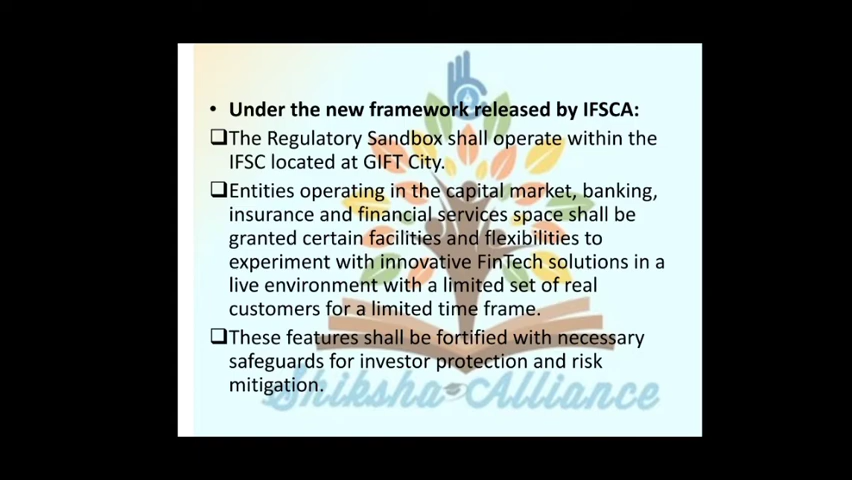 • Under the new framework released by IFSCA:
❑The Regulatory Sandbox shall operate within the
IFSC located at GIFT City.
❑Entities operating in the capital market, banking,
insurance and financial services space shall be
granted certain facilities and flexibilities to
experiment with innovative FinTech solutions in a
live environment with a limited set of real
customers for a limited time frame.
❑These features shall be fortified with necessary
safeguards for investor protection and risk
mitigation.
Shiksha Alliance